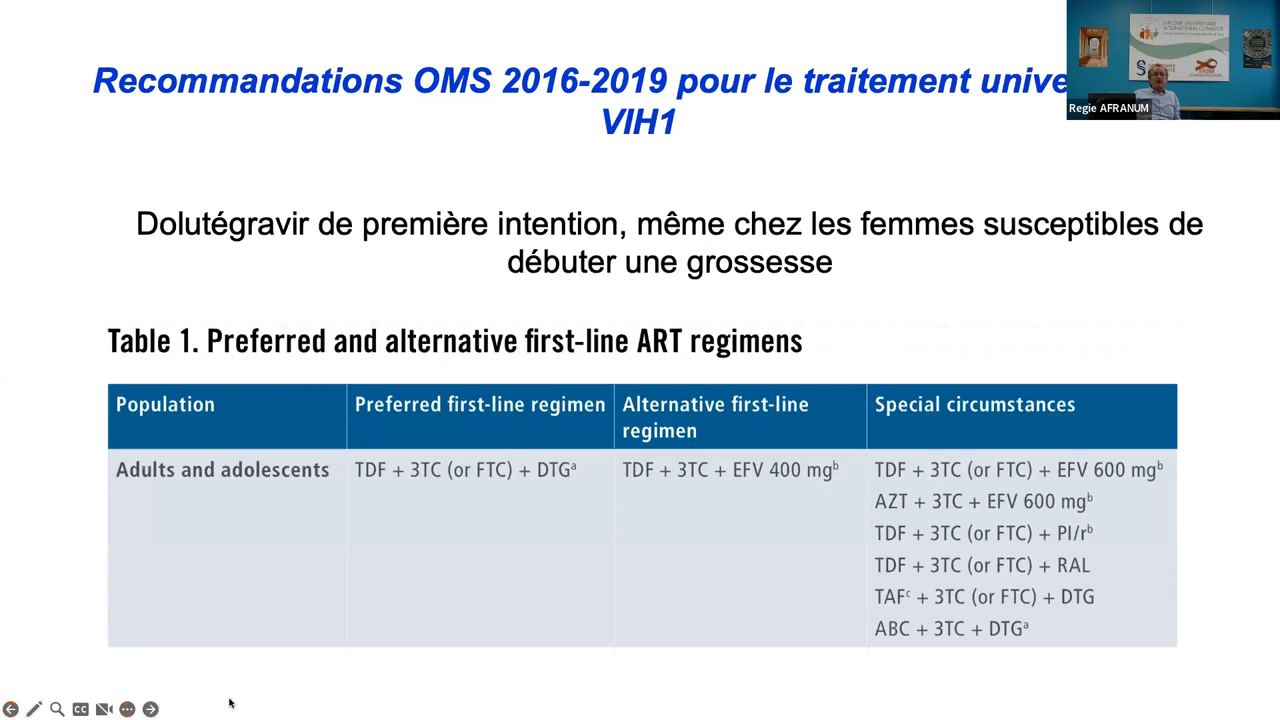 Recommandations OMS 2016-2019 pour le traitement unive
VIH1
Regie AFRANUM
DIPLOME UNIVERSITAIRE
Dolutégravir de première intention, même chez les femmes susceptibles de
débuter une grossesse
Table 1. Preferred and alternative first-line ART regimens
Population
Preferred first-line regimen
Alternative first-line
regimen
Special circumstances
Adults and adolescents
TDF + 3TC (or FTC) + DTGᵃ
TDF + 3TC + EFV 400 mgᵇ
TDF + 3TC (or FTC) + EFV 600 mgᵇ
AZT + 3TC + EFV 600 mgᵇ
TDF + 3TC (or FTC) + PI/rᵇ
TDF + 3TC (or FTC) + RAL
TAFᶜ + 3TC (or FTC) + DTG
ABC + 3TC + DTGᵃ
CC